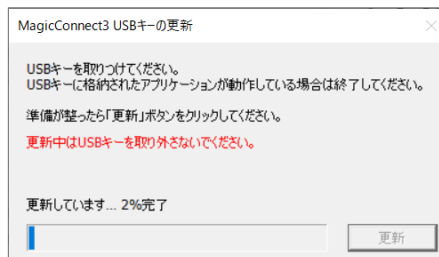 MagicConnect3 USBキーの更新
USBキーを取りつけてください。
USBキーに格納されたアプリケーションが動作している場合は終了してください。
準備が整ったら「更新」ボタンをクリックしてください。
更新中はUSBキーを取り外さないでください。
更新しています... 2%完了
更新